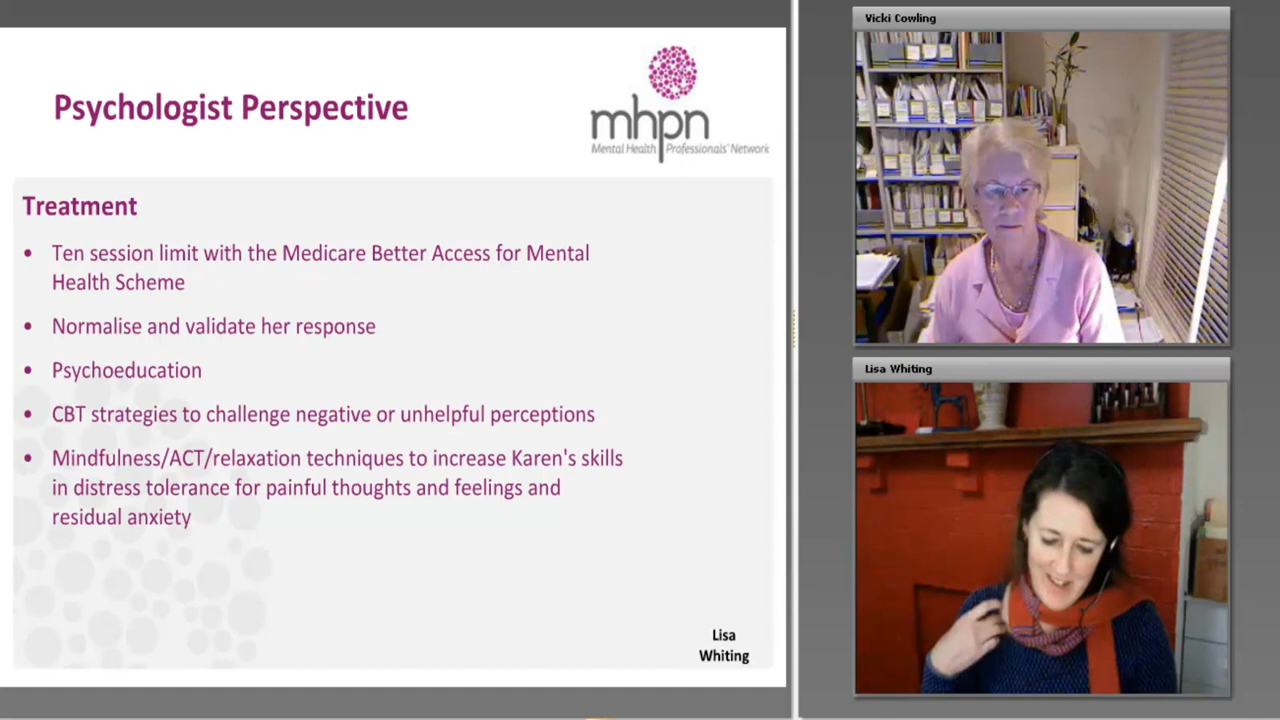 Psychologist Perspective
mhpn
Mental Health Professionals' Network
Treatment
• Ten session limit with the Medicare Better Access for Mental
Health Scheme
• Normalise and validate her response
• Psychoeducation
• CBT strategies to challenge negative or unhelpful perceptions
• Mindfulness/ACT/relaxation techniques to increase Karen's skills
in distress tolerance for painful thoughts and feelings and
residual anxiety
Lisa
Whiting
Vicki Cowling
Lisa Whiting